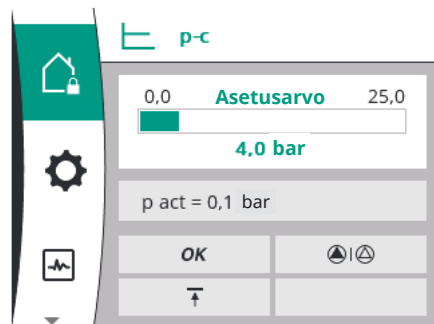 p-c
0,0 Asetusarvo 25,0
4,0 bar
p act = 0,1 bar
OK